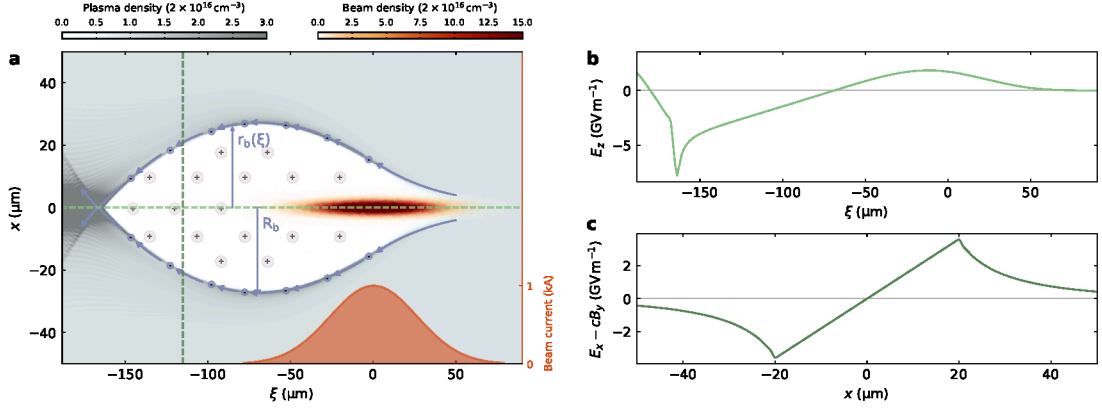 Plasma density (2 × 10¹⁶ cm⁻³)
0.0 0.5 1.0 1.5 2.0 2.5 3.0
Beam density (2 × 10¹⁶ cm⁻³)
0.0 2.5 5.0 7.5 10.0 12.5 15.0
a
x (μm)
40
20
0
−20
−40
r_b(ξ)
R_b
−150 −100 −50 0 50
ξ (μm)
1
0
Beam current (kA)
b
E_z (GV m⁻¹)
0
−5
−150 −100 −50 0 50
ξ (μm)
c
E_x − cB_y (GV m⁻¹)
2
0
−2
−40 −20 0 20 40
x (μm)